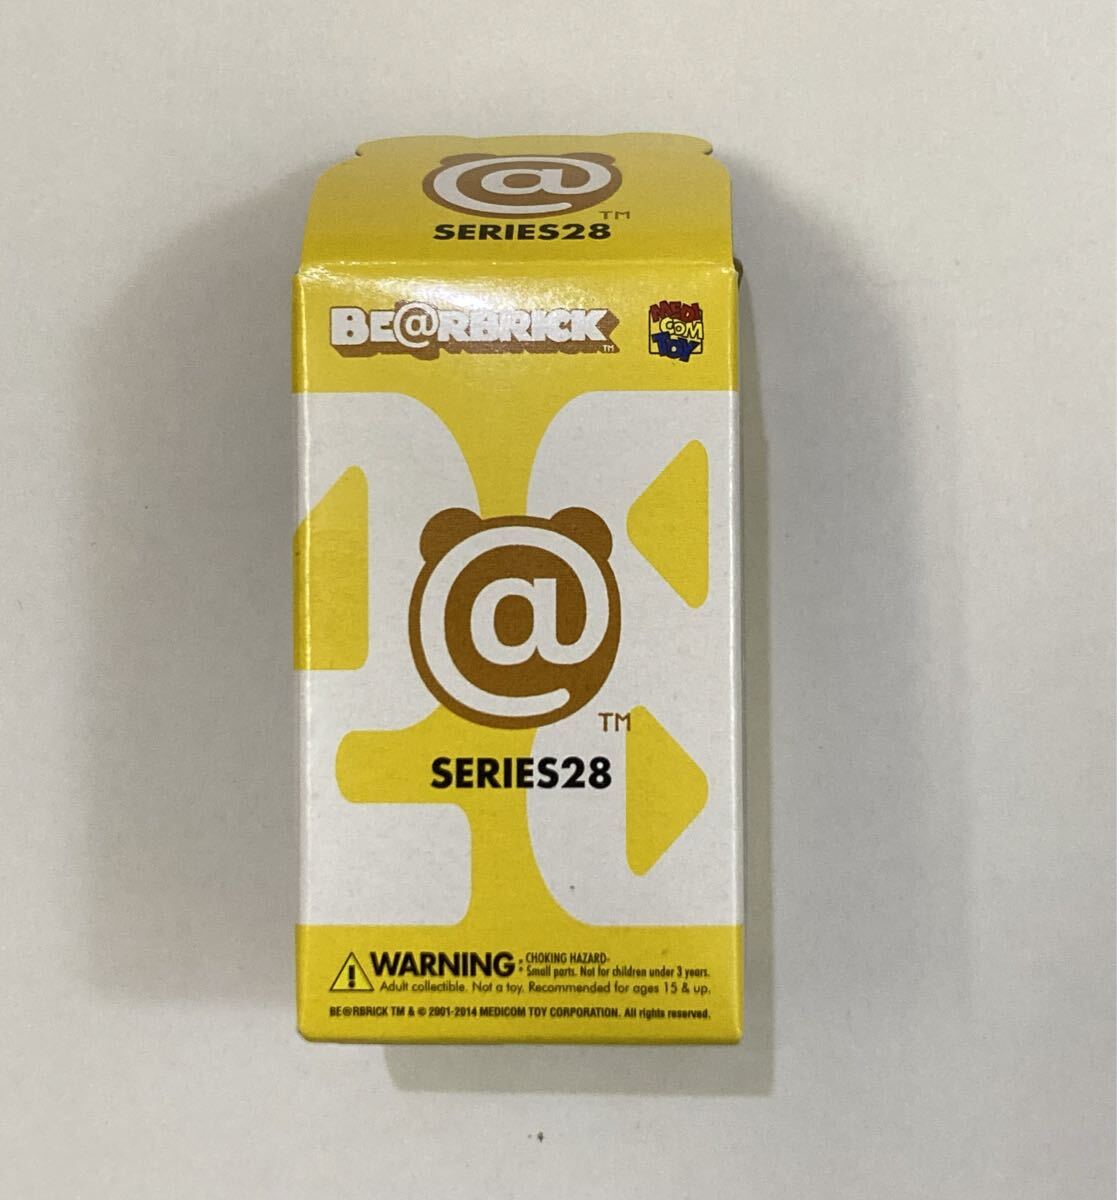 @
TM
SERIES28
BE@RBRICK TM
MEDI COM TOY
@
TM
SERIES28
WARNING: CHOKING HAZARD-
Small parts. Not for children under 3 years.
Adult collectible. Not a toy. Recommended for ages 15 & up.
BE@RBRICK TM & © 2001-2014 MEDICOM TOY CORPORATION. All rights reserved.